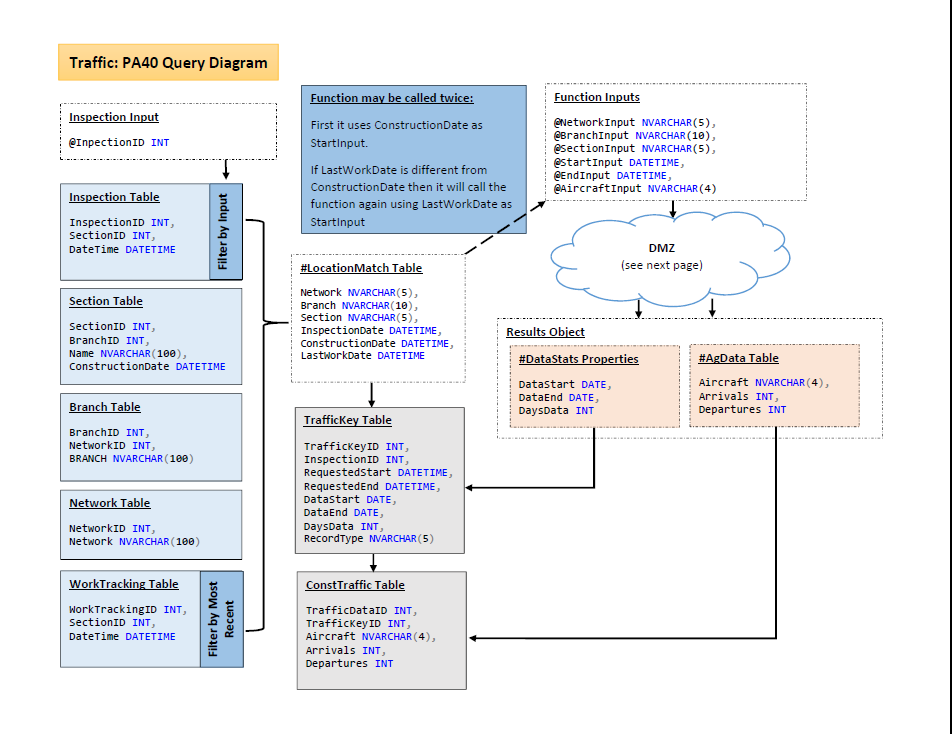 Traffic: PA40 Query Diagram
Inspection Input
@InpectionID INT
Inspection Table
InspectionID INT,
SectionID INT,
DateTime DATETIME
Filter by Input
Section Table
SectionID INT,
BranchID INT,
Name NVARCHAR(100),
ConstructionDate DATETIME
Branch Table
BranchID INT,
NetworkID INT,
BRANCH NVARCHAR(100)
Network Table
NetworkID INT,
Network NVARCHAR(100)
WorkTracking Table
WorkTrackingID INT,
SectionID INT,
DateTime DATETIME
Filter by Most
Recent
Function may be called twice:
First it uses ConstructionDate as
StartInput.
If LastWorkDate is different from
ConstructionDate then it will call the
function again using LastWorkDate as
StartInput
#LocationMatch Table
Network NVARCHAR(5),
Branch NVARCHAR(10),
Section NVARCHAR(5),
InspectionDate DATETIME,
ConstructionDate DATETIME,
LastWorkDate DATETIME
TrafficKey Table
TrafficKeyID INT,
InspectionID INT,
RequestedStart DATETIME,
RequestedEnd DATETIME,
DataStart DATE,
DataEnd DATE,
DaysData INT,
RecordType NVARCHAR(5)
ConstTraffic Table
TrafficDataID INT,
TrafficKeyID INT,
Aircraft NVARCHAR(4),
Arrivals INT,
Departures INT
Function Inputs
@NetworkInput NVARCHAR(5),
@BranchInput NVARCHAR(10),
@SectionInput NVARCHAR(5),
@StartInput DATETIME,
@EndInput DATETIME,
@AircraftInput NVARCHAR(4)
DMZ
(see next page)
Results Object
#DataStats Properties
DataStart DATE,
DataEnd DATE,
DaysData INT
#AgData Table
Aircraft NVARCHAR(4),
Arrivals INT,
Departures INT